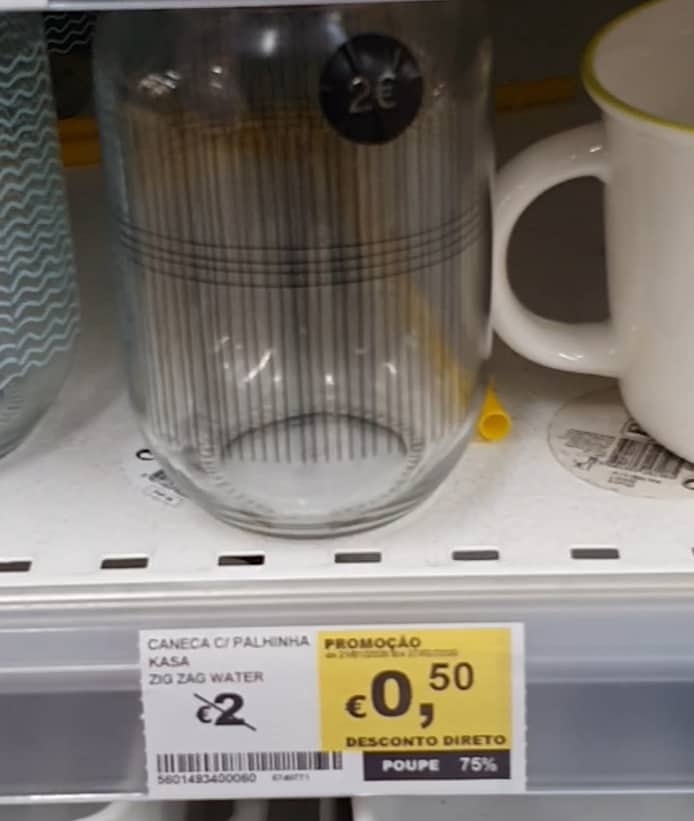 2€
CANECA C/ PALHINHA
KASA
ZIG ZAG WATER
€2
5601493400060
PROMOÇÃO
€0,50
DESCONTO DIRETO
POUPE 75%